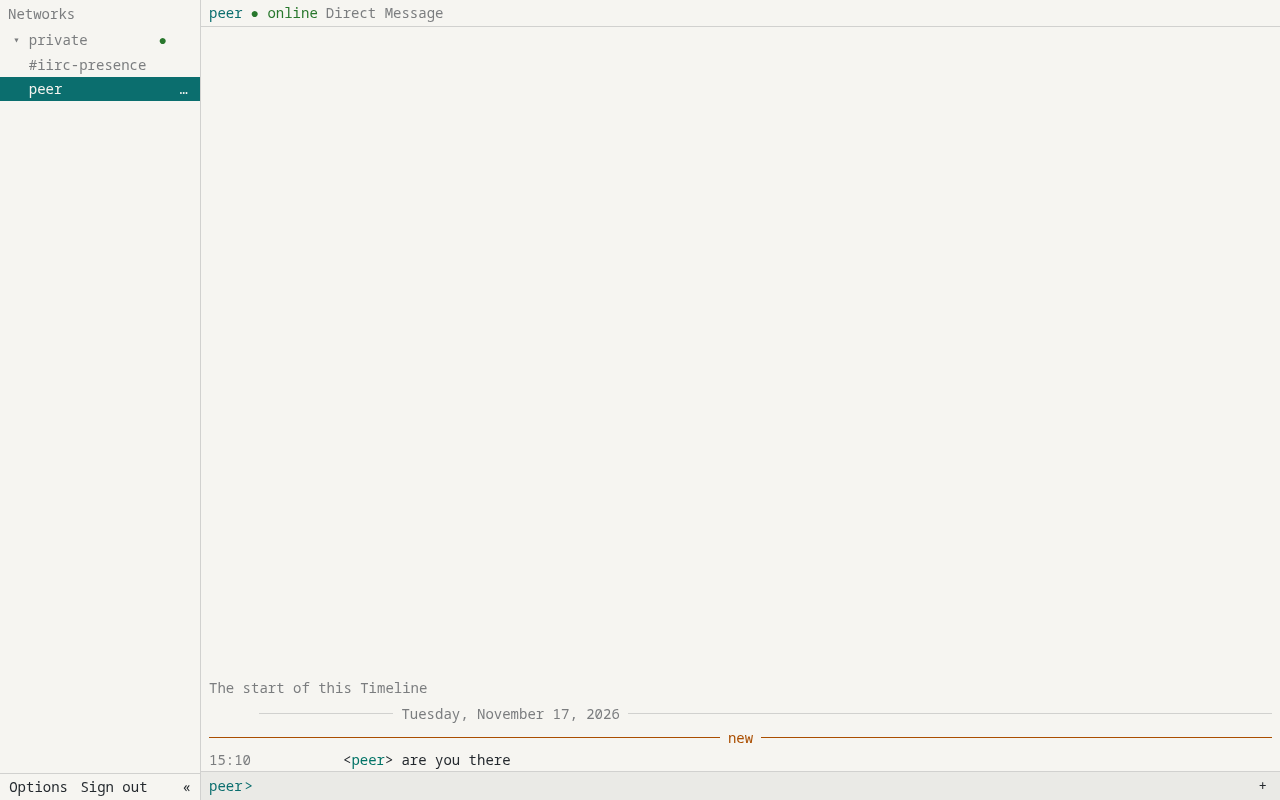 Networks
▾ private ●
#iirc-presence
peer …
Options Sign out «
peer ● online Direct Message
The start of this Timeline
Tuesday, November 17, 2026
new
15:10 <peer> are you there
peer> +